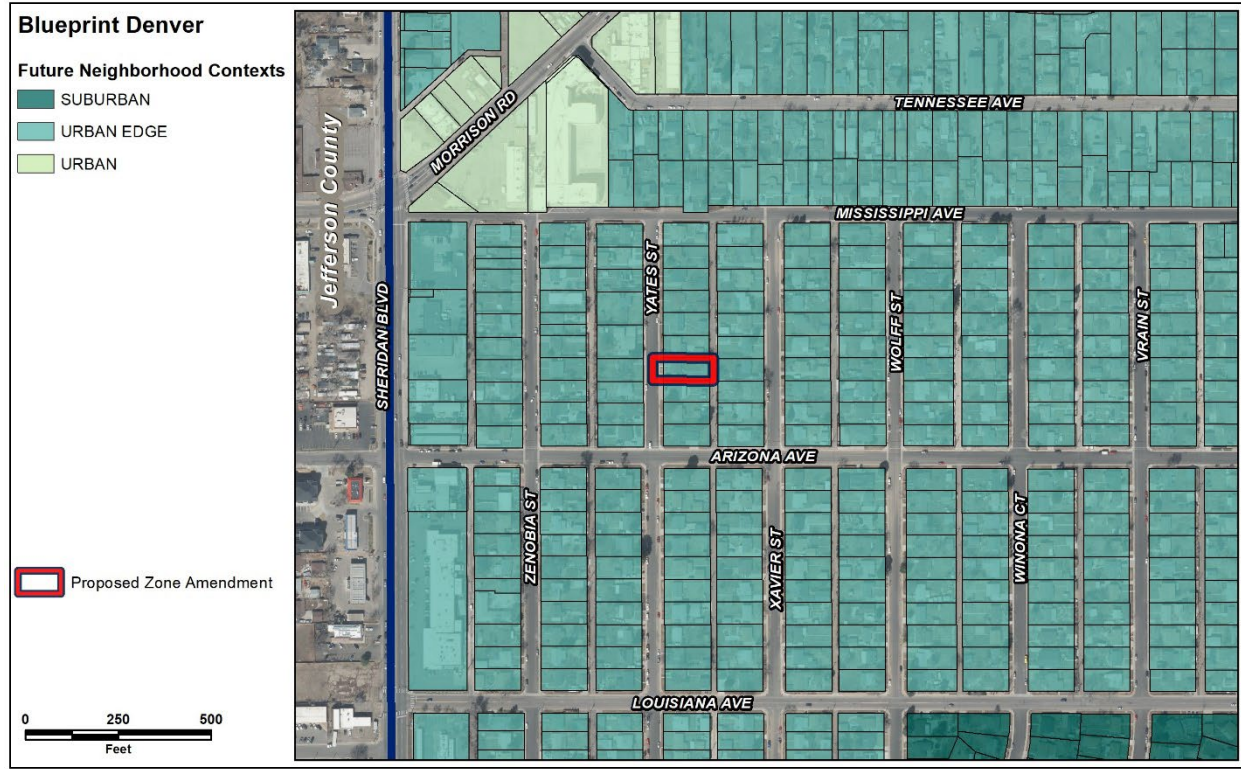 Blueprint Denver
Future Neighborhood Contexts
SUBURBAN
URBAN EDGE
URBAN
Proposed Zone Amendment
0 250 500
Feet
Jefferson County
SHERIDAN BLVD
MORRISON RD
TENNESSEE AVE
MISSISSIPPI AVE
YATES ST
WOLFF ST
VRAIN ST
ARIZONA AVE
ZENOBIA ST
XAVIER ST
WINONA CT
LOUISIANA AVE